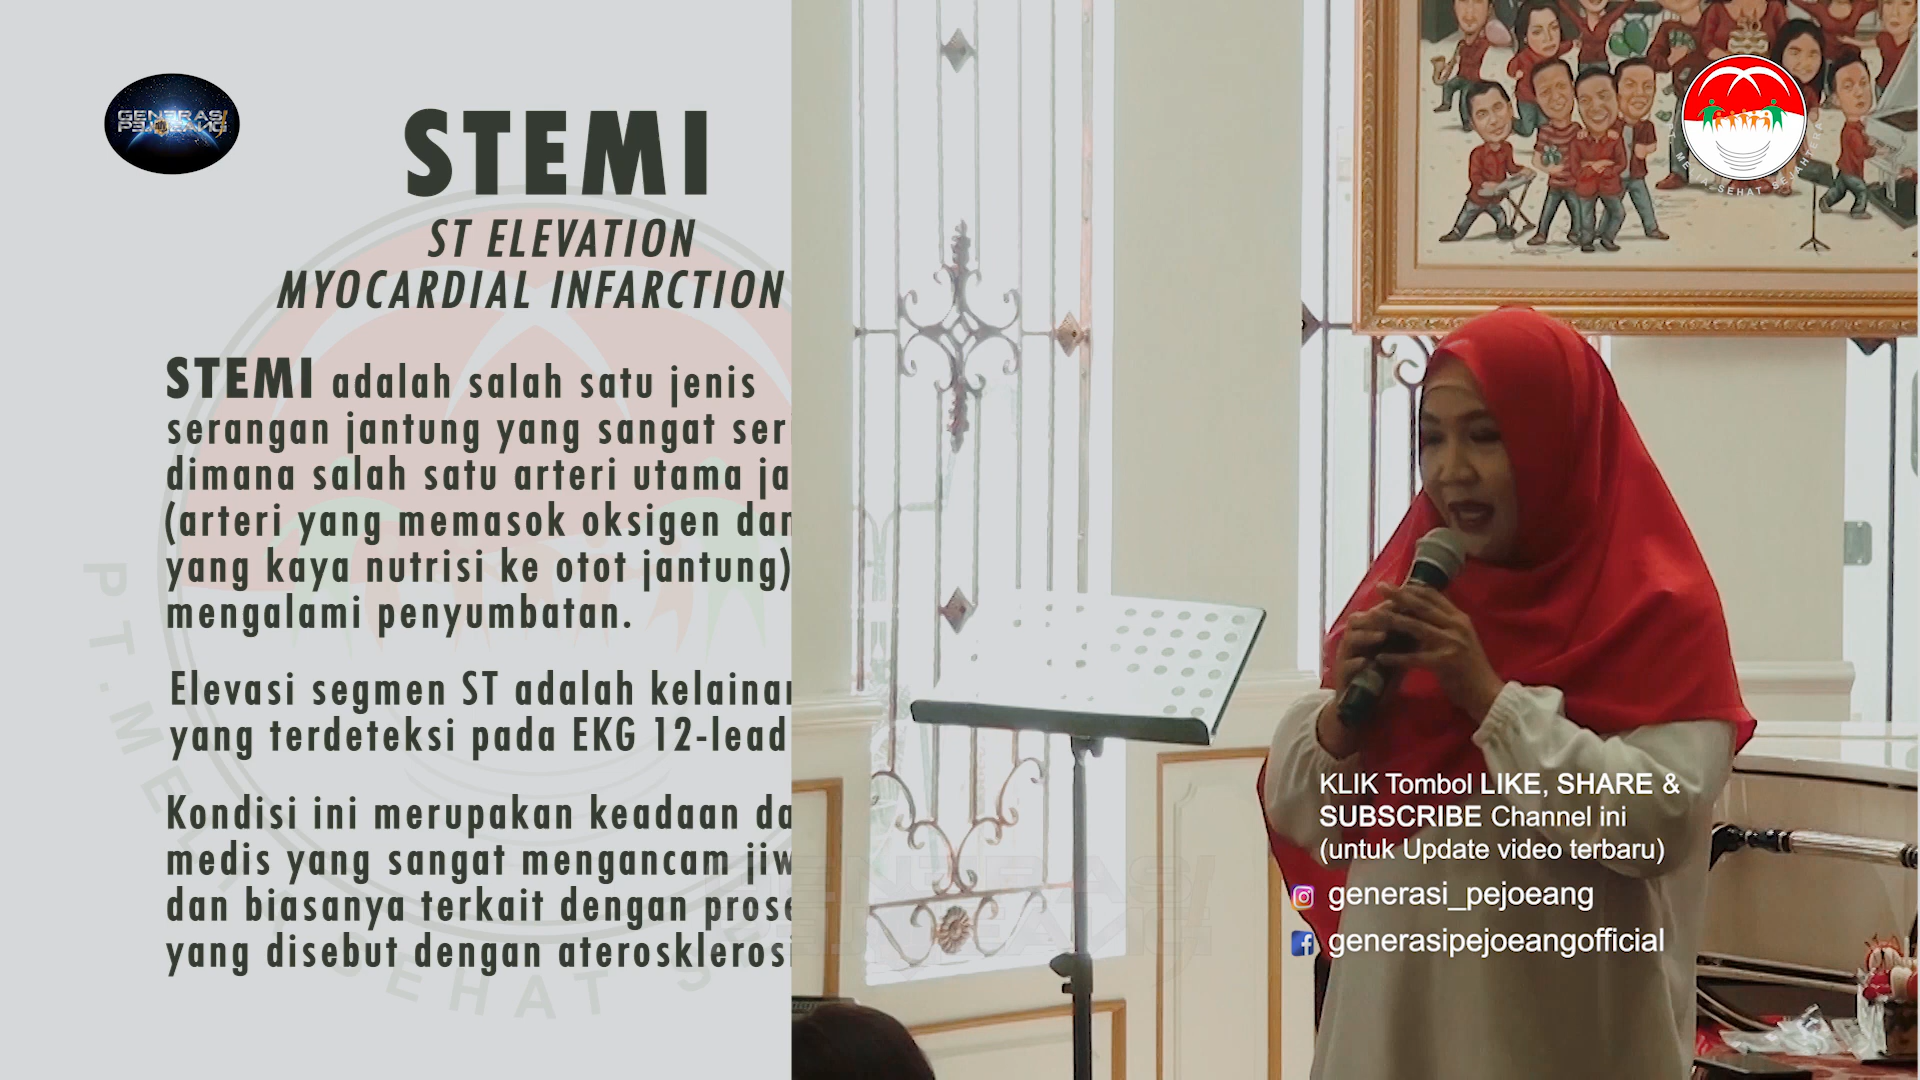 GENERASI
PEJOEANG
STEMI
ST ELEVATION
MYOCARDIAL INFARCTION
STEMI adalah salah satu jenis
serangan jantung yang sangat seri
dimana salah satu arteri utama ja
(arteri yang memasok oksigen dan
yang kaya nutrisi ke otot jantung)
mengalami penyumbatan.
Elevasi segmen ST adalah kelainan
yang terdeteksi pada EKG 12-lead
Kondisi ini merupakan keadaan da
medis yang sangat mengancam jiw
dan biasanya terkait dengan prose
yang disebut dengan aterosklerosi
SEHAT SEJAHTERA
KLIK Tombol LIKE, SHARE &
SUBSCRIBE Channel ini
(untuk Update video terbaru)
generasi_pejoeang
generasipejoeangofficial